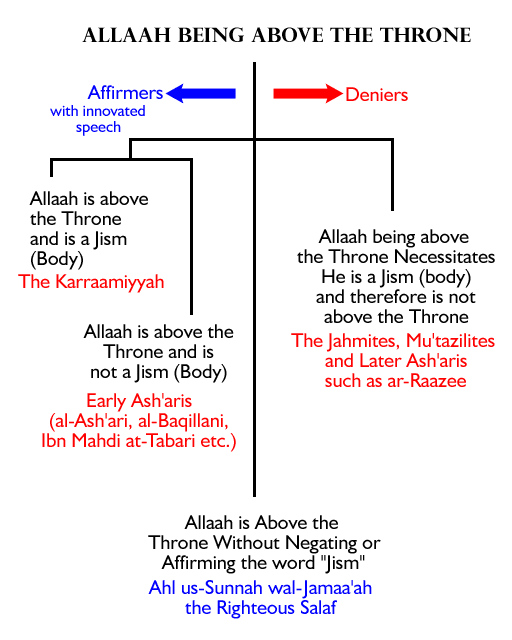 ALLAAH BEING ABOVE THE THRONE
Affirmers
with innovated
speech
Deniers
Allaah is above
the Throne
and is a Jism
(Body)
The Karraamiyyah
Allaah is above the
Throne and is
not a Jism (Body)
Early Ash'aris
(al-Ash'ari, al-Baqillani,
Ibn Mahdi at-Tabari etc.)
Allaah being above
the Throne Necessitates
He is a Jism (body)
and therefore is not
above the Throne
The Jahmites, Mu'tazilites
and Later Ash'aris
such as ar-Raazee
Allaah is Above the
Throne Without Negating or
Affirming the word "Jism"
Ahl us-Sunnah wal-Jamaa'ah
the Righteous Salaf